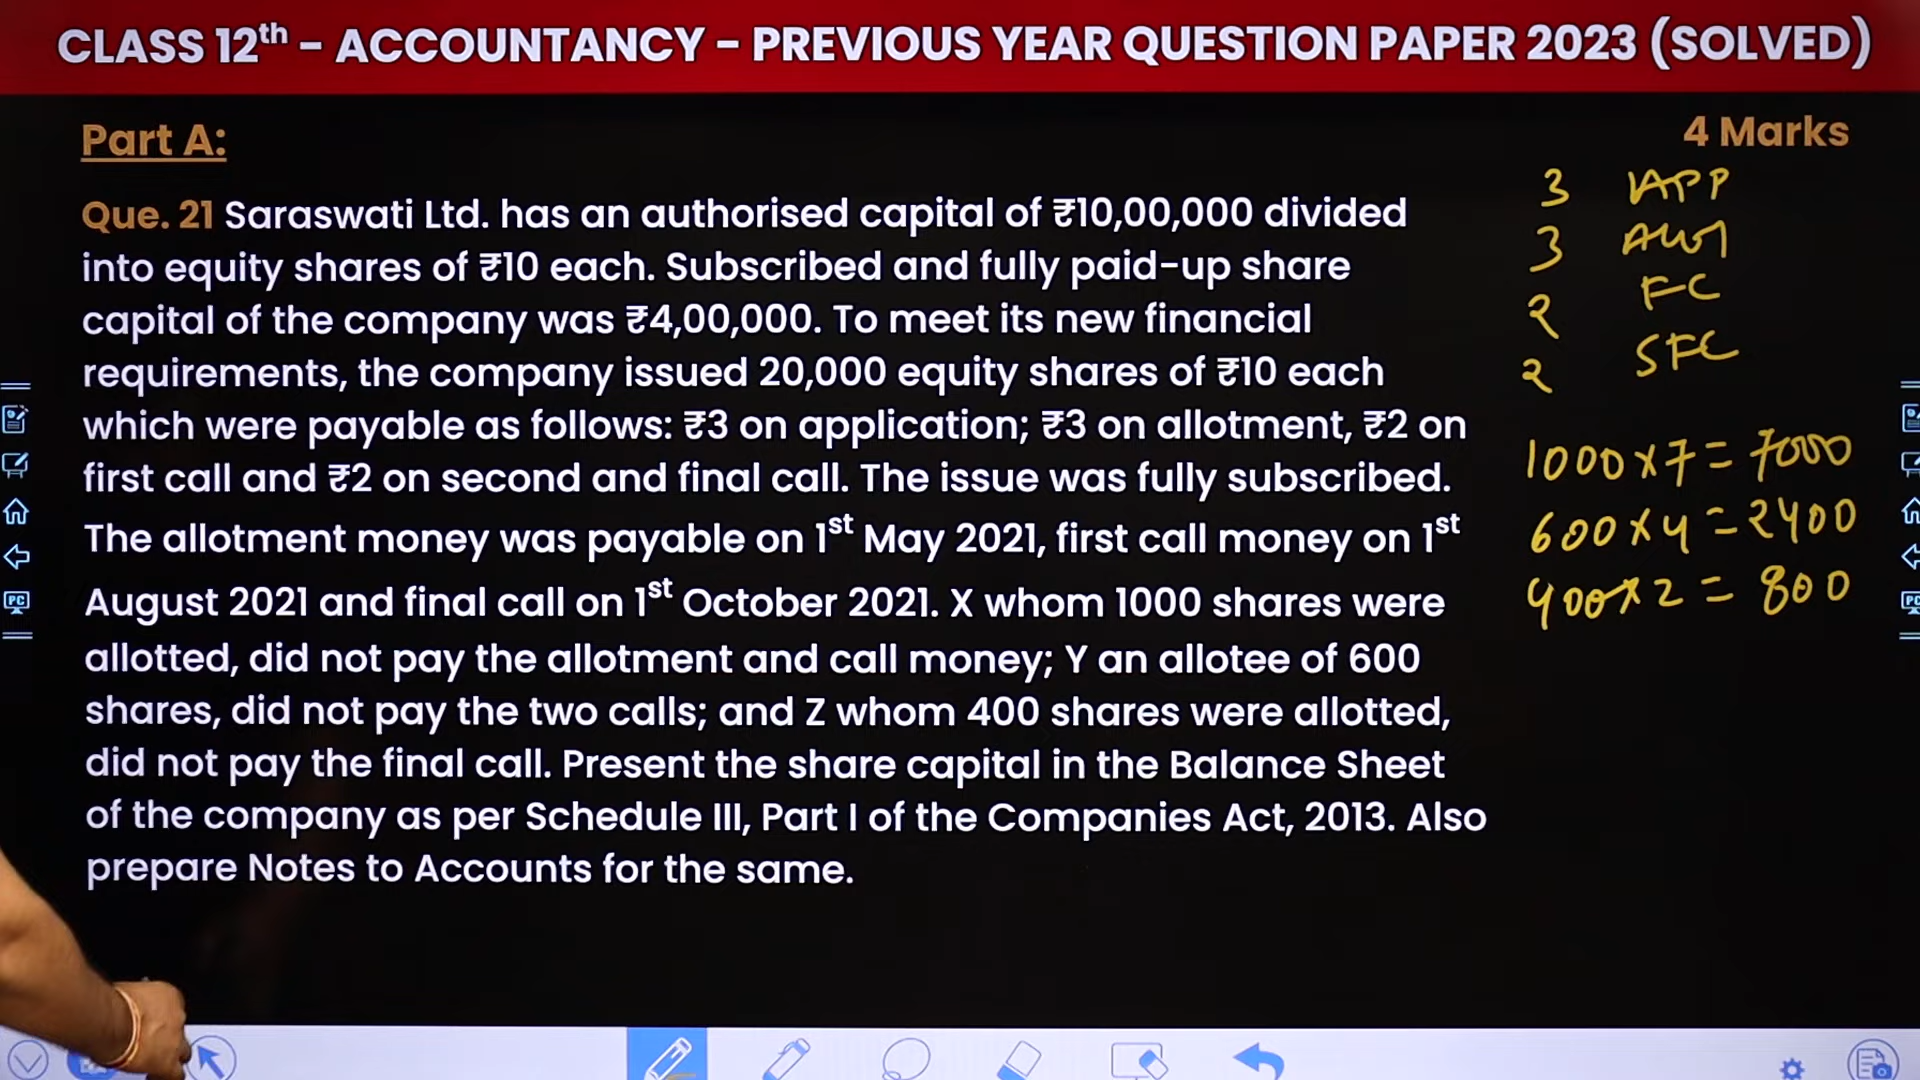 CLASS 12th - ACCOUNTANCY - PREVIOUS YEAR QUESTION PAPER 2023 (SOLVED)
Part A:
4 Marks
Que. 21 Saraswati Ltd. has an authorised capital of ₹10,00,000 divided
into equity shares of ₹10 each. Subscribed and fully paid-up share
capital of the company was ₹4,00,000. To meet its new financial
requirements, the company issued 20,000 equity shares of ₹10 each
which were payable as follows: ₹3 on application; ₹3 on allotment, ₹2 on
first call and ₹2 on second and final call. The issue was fully subscribed.
The allotment money was payable on 1st May 2021, first call money on 1st
August 2021 and final call on 1st October 2021. X whom 1000 shares were
allotted, did not pay the allotment and call money; Y an allotee of 600
shares, did not pay the two calls; and Z whom 400 shares were allotted,
did not pay the final call. Present the share capital in the Balance Sheet
of the company as per Schedule III, Part I of the Companies Act, 2013. Also
prepare Notes to Accounts for the same.
3 APP
3
2 FC
2 SFC
1000 x 7 = 7000
600 x 4 = 2400
400 x 2 = 800
PC
PC